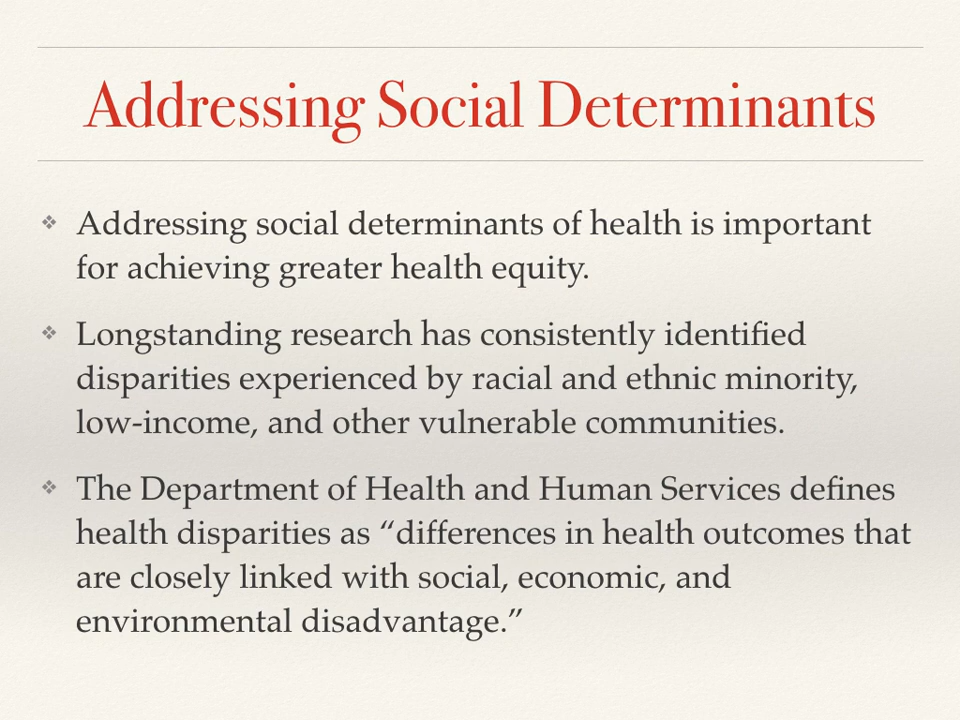 Addressing Social Determinants
Addressing social determinants of health is important
for achieving greater health equity.
Longstanding research has consistently identified
disparities experienced by racial and ethnic minority,
low-income, and other vulnerable communities.
The Department of Health and Human Services defines
health disparities as “differences in health outcomes that
are closely linked with social, economic, and
environmental disadvantage.”